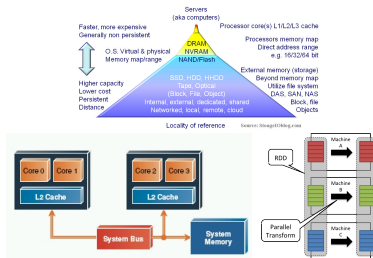 Servers
(aka computers)
Faster, more expensive
Generally non persistent
Processor core(s) L1/L2/L3 cache
DRAM
NVRAM
NAND/Flash
O.S. Virtual & physical
Memory map/range
Processors memory map
Direct address range
e.g. 16/32/64 bit
Higher capacity
Lower cost
Persistent
Distance
SSD, HDD, HHDD
Tape, Optical
(Block, File, Object)
Internal, external, dedicated, shared
Networked, local, remote, cloud
External memory (storage)
Beyond memory map
Utilize file system
DAS, SAN, NAS
Block, file
Objects
Locality of reference
Source: StorageIOblog.com
Core 0
Core 1
L2 Cache
Core 2
Core 3
L2 Cache
System Bus
System
Memory
RDD
Parallel
Transform
Machine
A
Machine
B
Machine
C